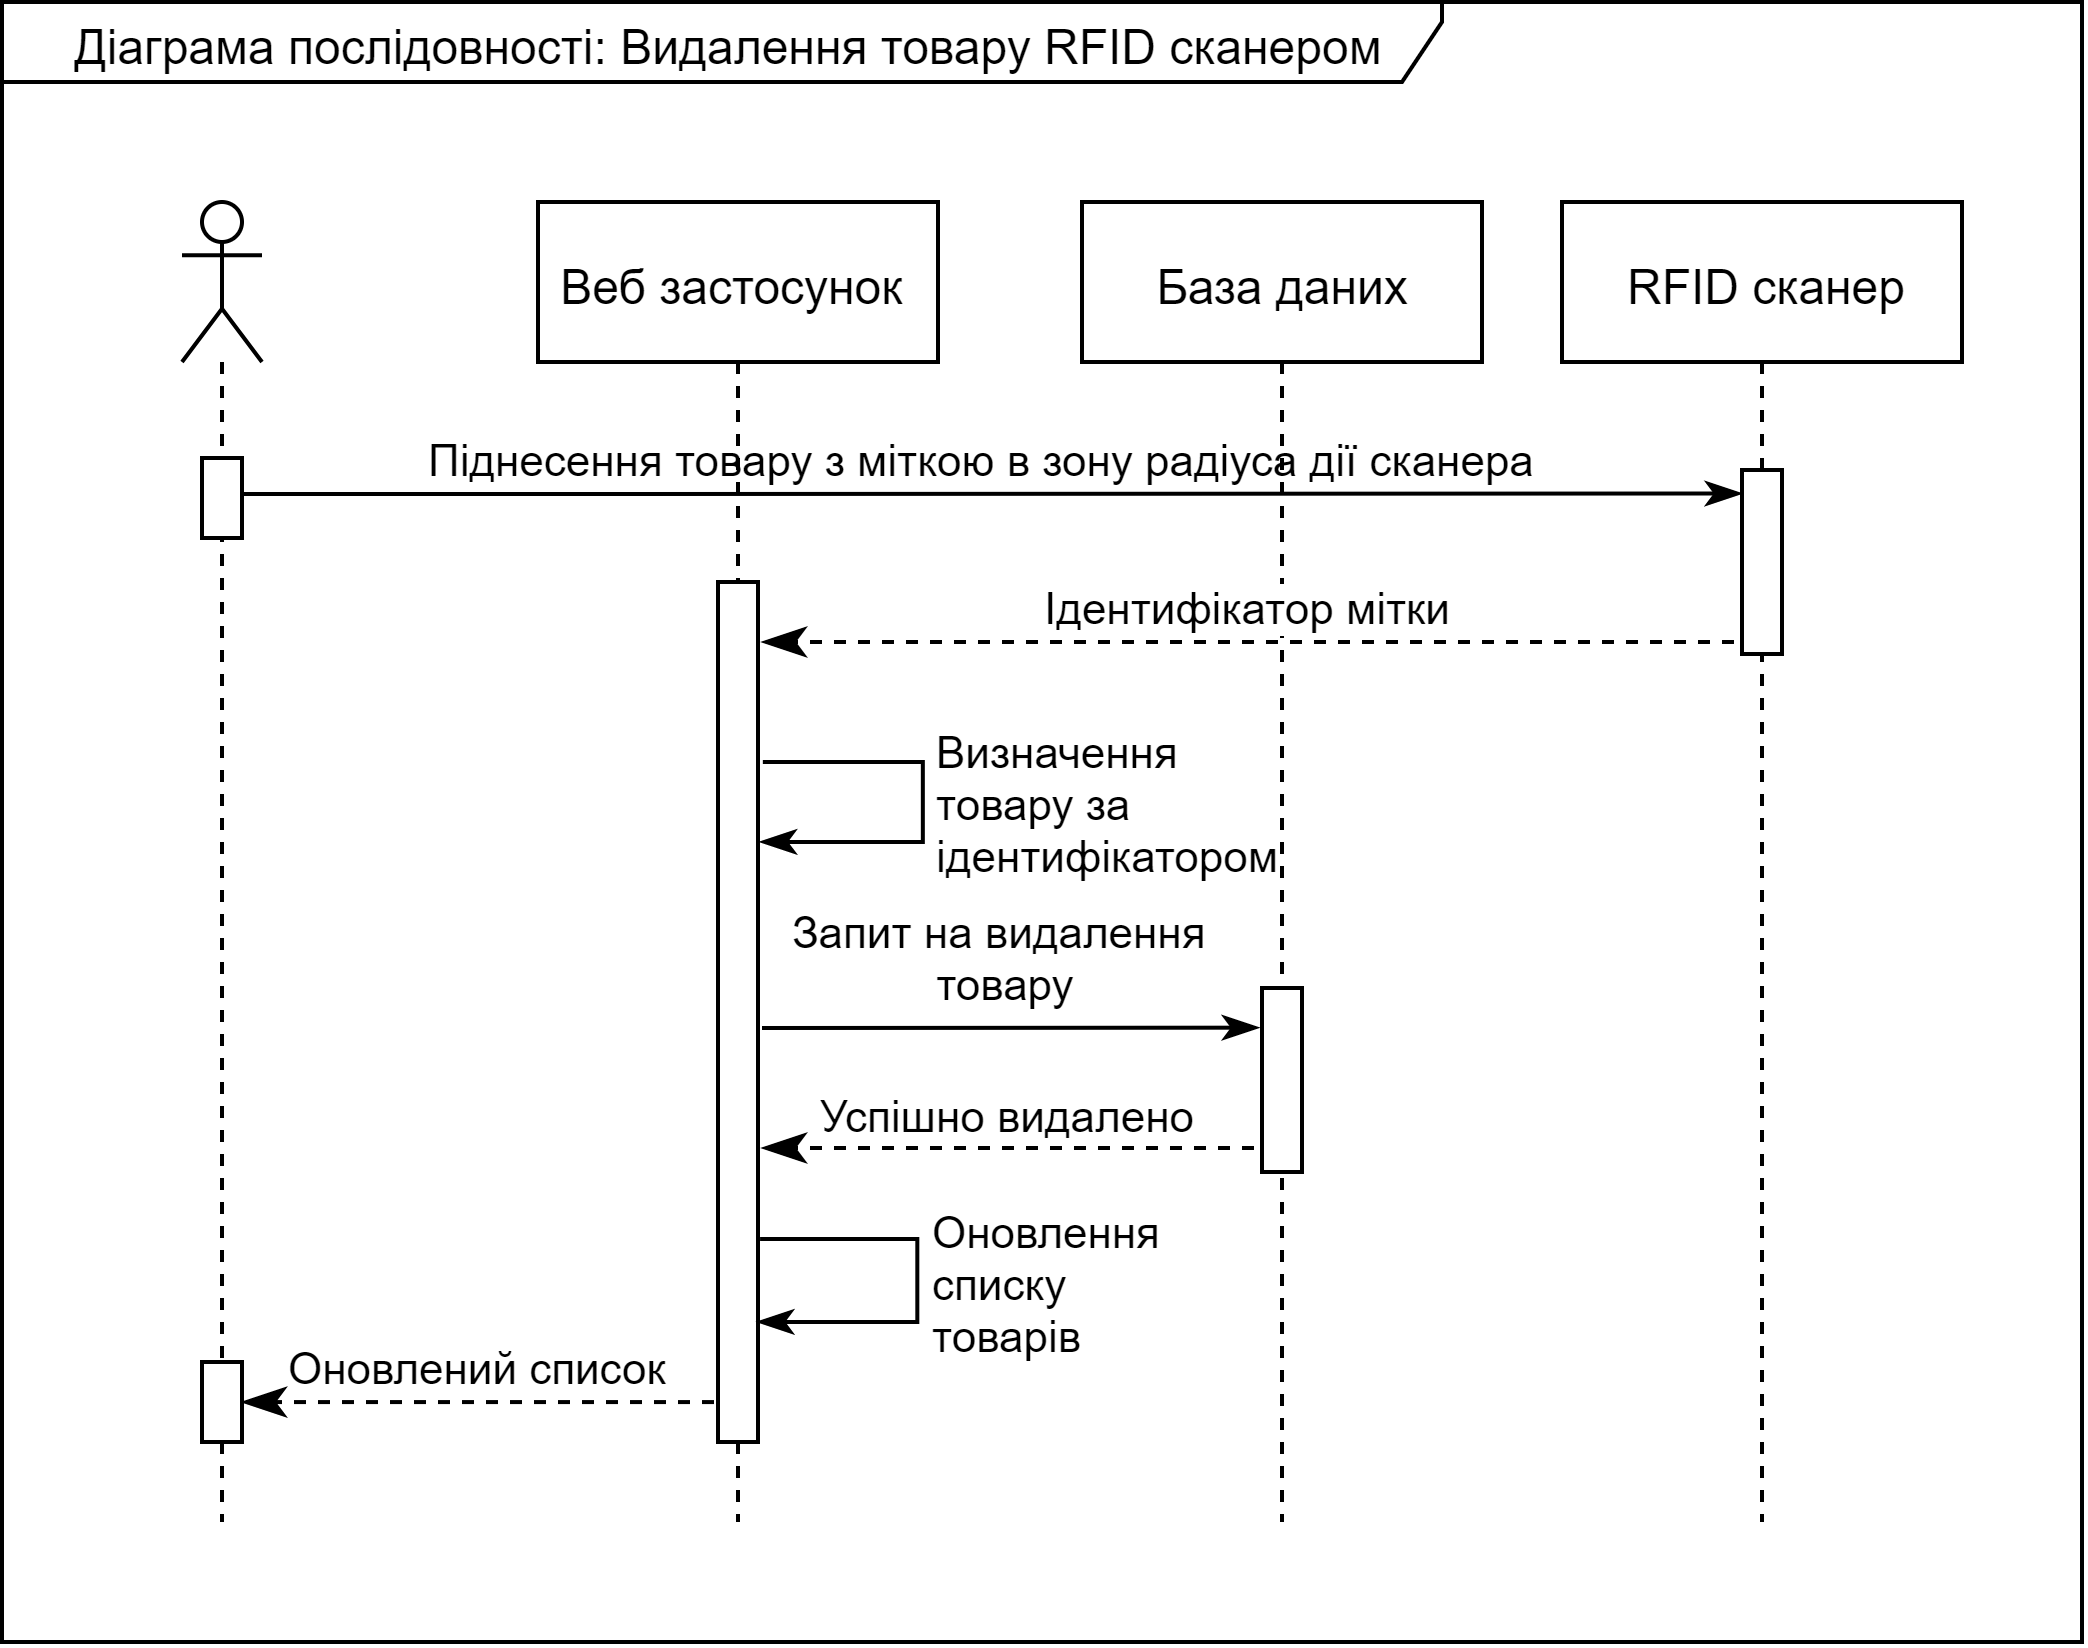 Діаграма послідовності: Видалення товару RFID сканером
Веб застосунок
База даних
RFID сканер
Піднесення товару з міткою в зону радіуса дії сканера
Ідентифікатор мітки
Визначення
товару за
ідентифікатором
Запит на видалення
товару
Успішно видалено
Оновлення
списку
товарів
Оновлений список